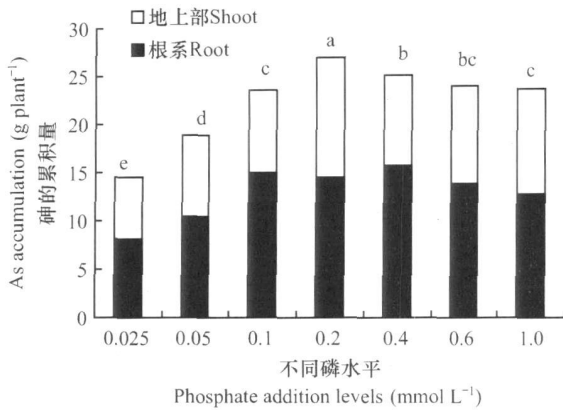 地上部Shoot
根系Root
As accumulation (g plant⁻¹)
砷的累积量
30
25
20
15
10
5
0
e
d
c
a
b
bc
c
0.025 0.05 0.1 0.2 0.4 0.6 1.0
不同磷水平
Phosphate addition levels (mmol L⁻¹)